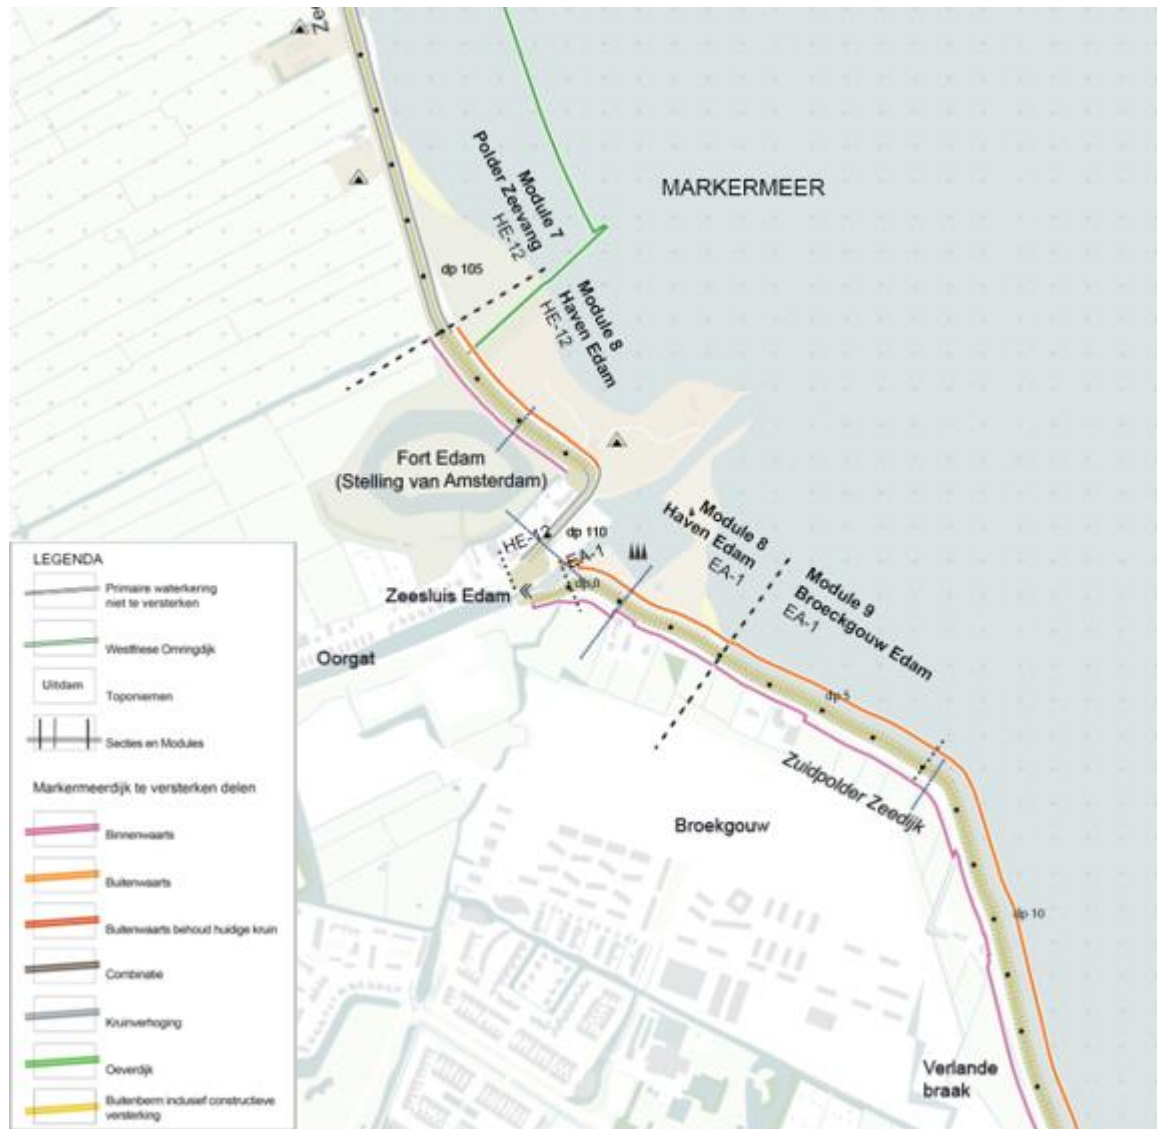 Zee
MARKERMEER
Module 7
Polder Zeevang
HE-12
dp 105
Module 8
Haven Edam
HE-12
Fort Edam
(Stelling van Amsterdam)
HE-12
dp 110
EA-1
dp 0
Zeesluis Edam
Oorgat
Module 8
Haven Edam
EA-1
Module 9
Broeckgouw Edam
EA-1
dp 5
Zuidpolder Zeedijk
Broekgouw
dp 10
Verlande
braak
LEGENDA
Primaire waterkering
niet te versterken
Westfriese Omringdijk
Uitdam
Toponiemen
Secties en Modules
Markermeerdijk te versterken delen
Binnenwaarts
Buitenwaarts
Buitenwaarts behoud huidige kruin
Combinatie
Kruinverhoging
Oeverdijk
Buitenberm inclusief constructieve
versterking